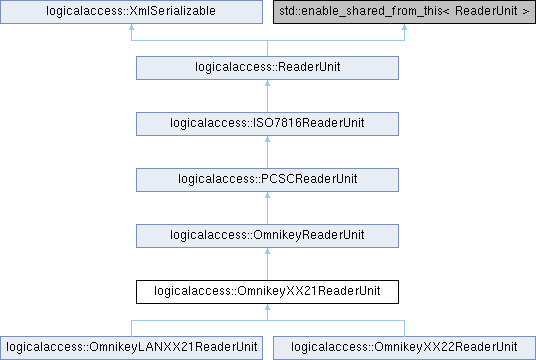 logicalaccess::XmlSerializable
std::enable_shared_from_this< ReaderUnit >
logicalaccess::ReaderUnit
logicalaccess::ISO7816ReaderUnit
logicalaccess::PCSCReaderUnit
logicalaccess::OmnikeyReaderUnit
logicalaccess::OmnikeyXX21ReaderUnit
logicalaccess::OmnikeyLANXX21ReaderUnit
logicalaccess::OmnikeyXX22ReaderUnit